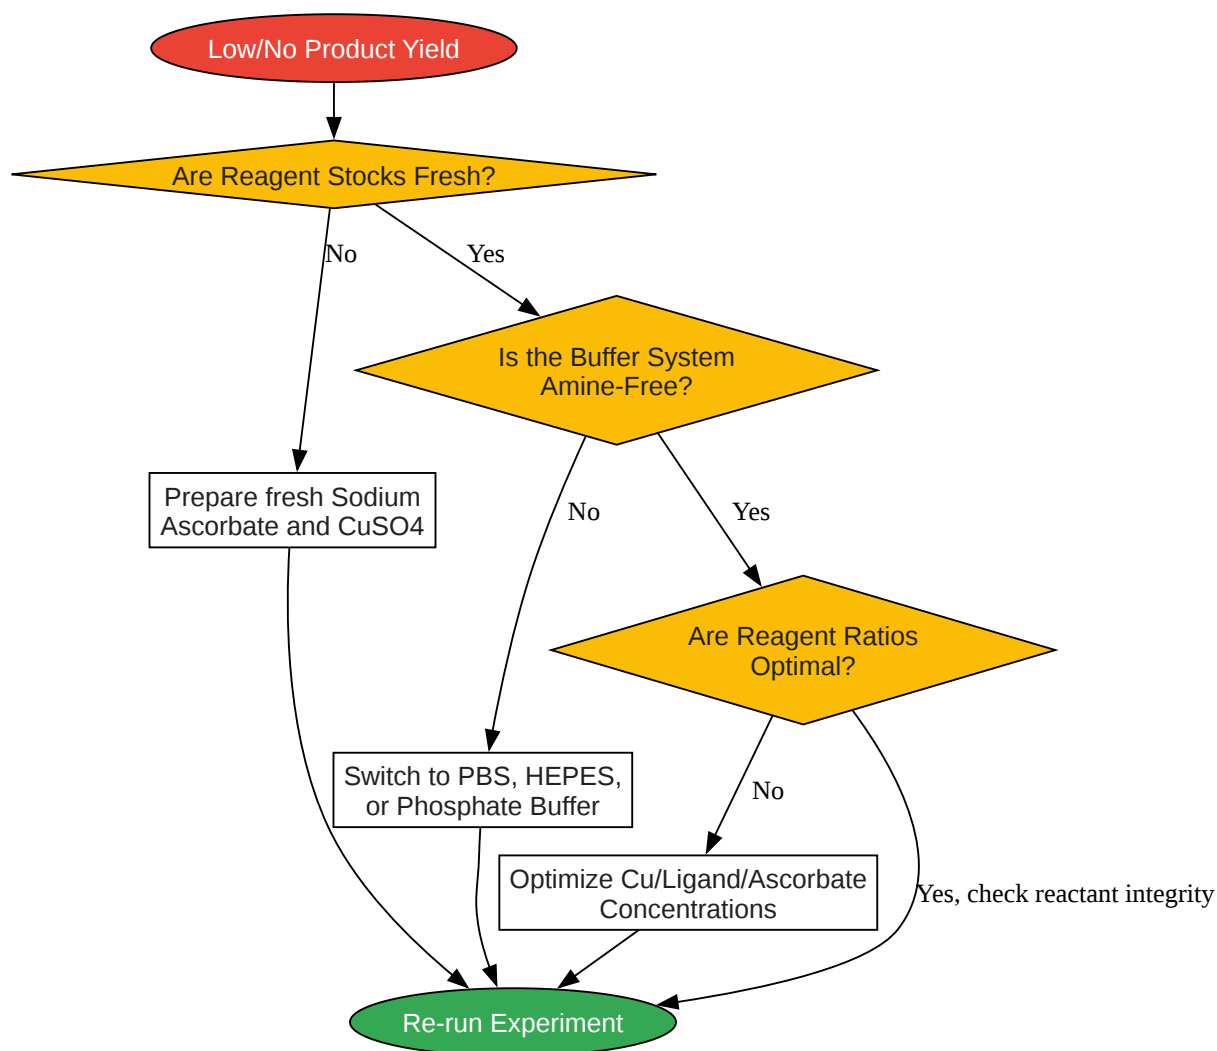 Low/No Product Yield
Are Reagent Stocks Fresh?
No
Yes
Is the Buffer System
Amine-Free?
Prepare fresh Sodium
Ascorbate and CuSO4
No
Yes
Are Reagent Ratios
Optimal?
Switch to PBS, HEPES,
or Phosphate Buffer
No
Optimize Cu/Ligand/Ascorbate
Concentrations
Yes, check reactant integrity
Re-run Experiment